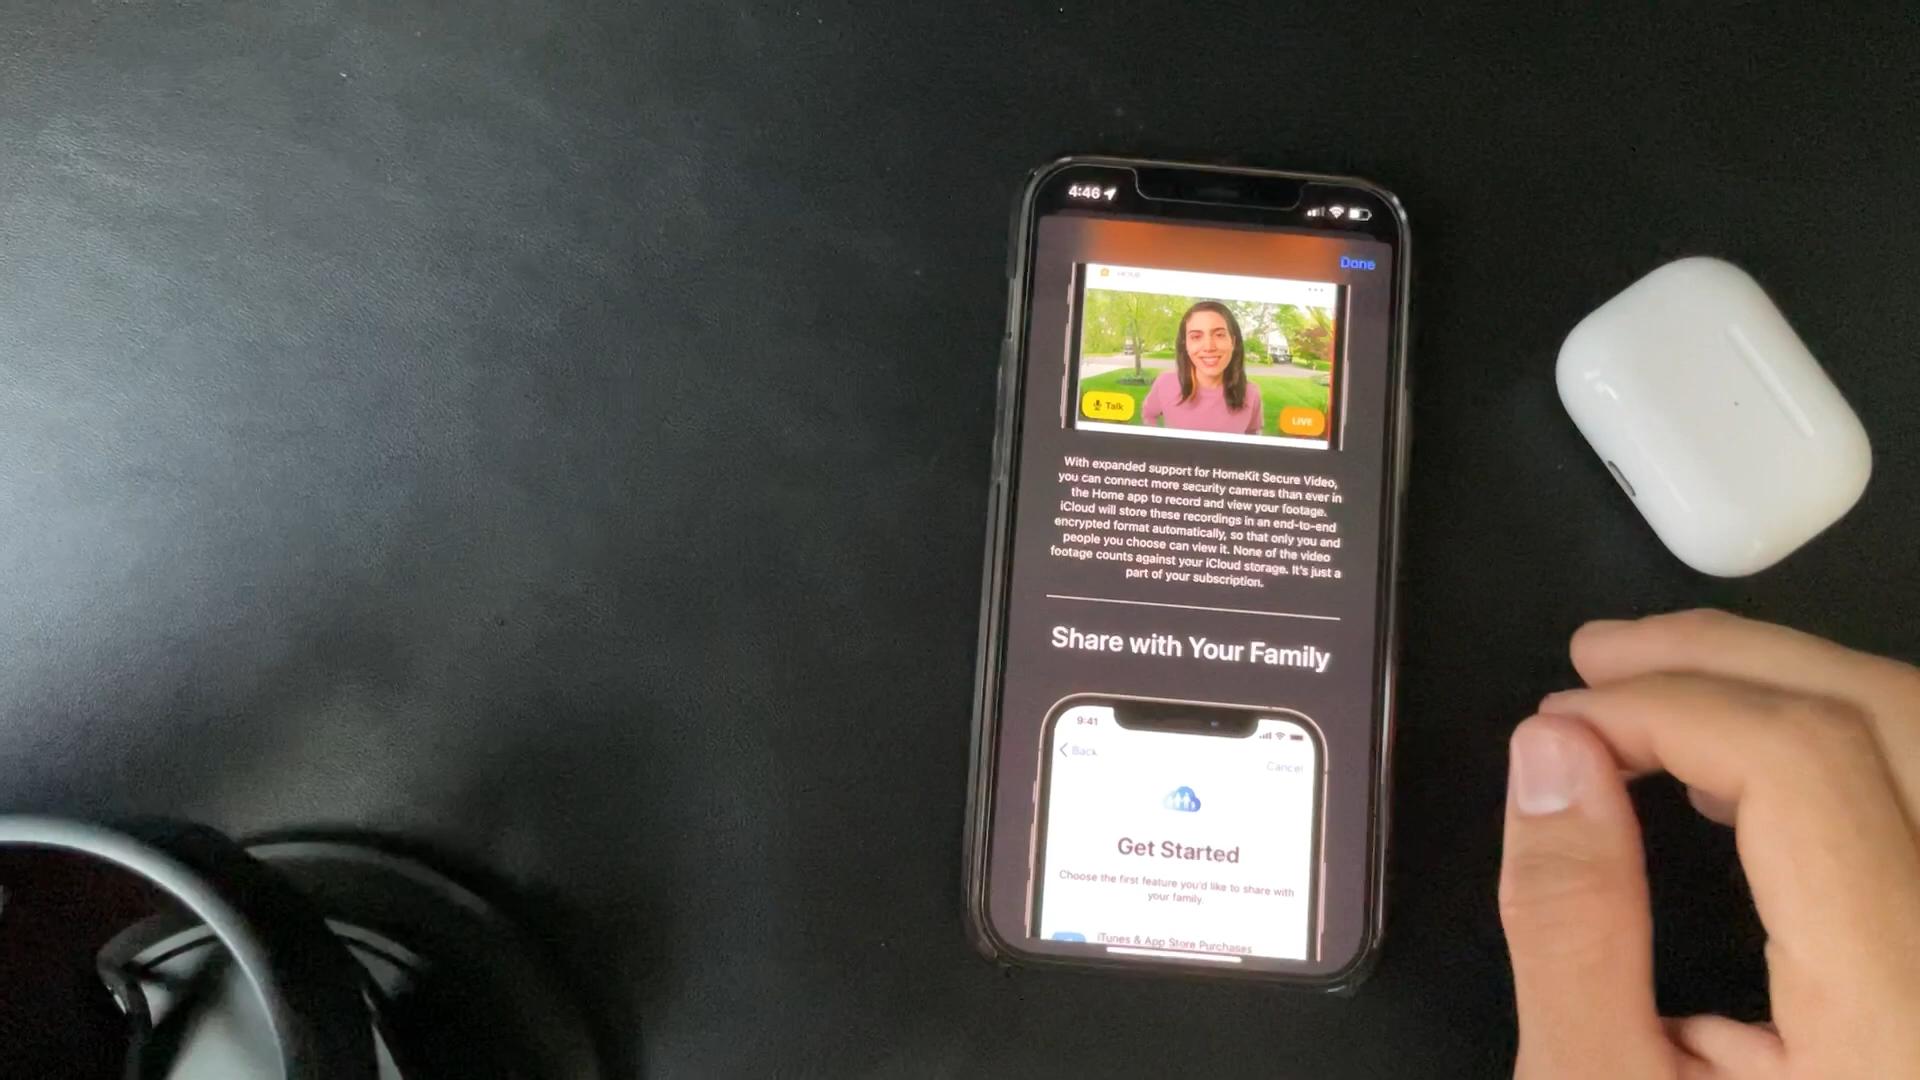 4:46
Done
HOME
Talk
LIVE
With expanded support for HomeKit Secure Video,
you can connect more security cameras than ever in
the Home app to record and view your footage.
iCloud will store these recordings in an end-to-end
encrypted format automatically, so that only you and
people you choose can view it. None of the video
footage counts against your iCloud storage. It's just a
part of your subscription.
Share with Your Family
9:41
Back
Cancel
Get Started
Choose the first feature you'd like to share with
your family.
iTunes & App Store Purchases